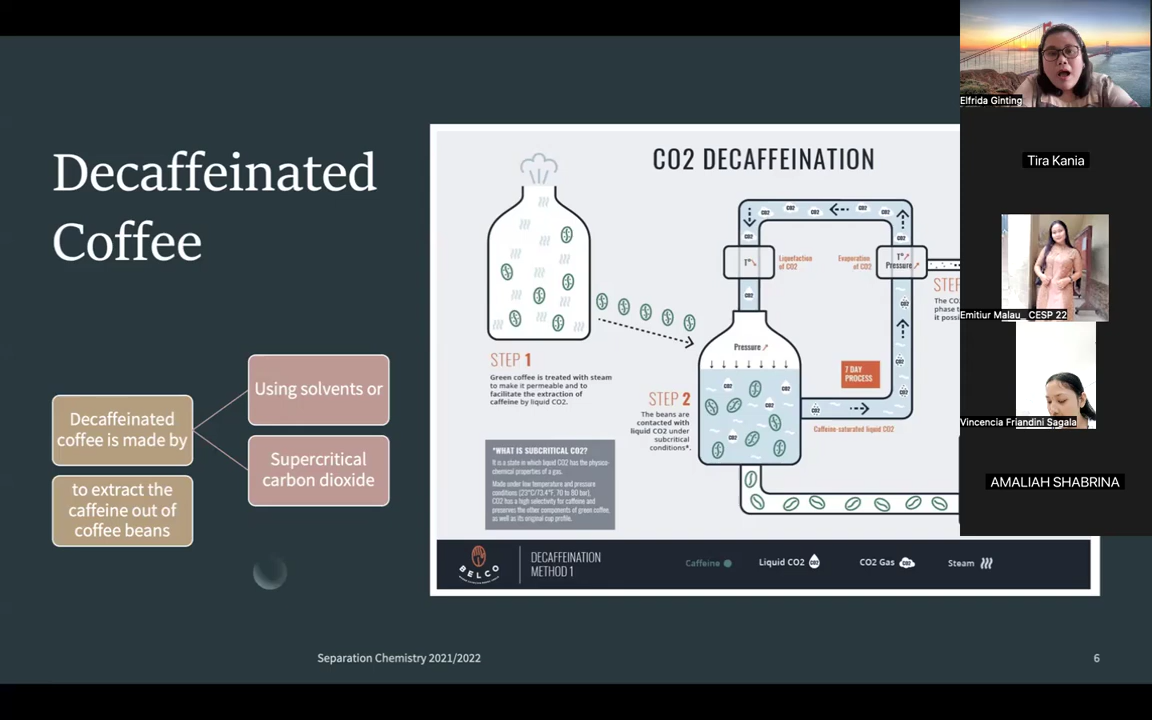 Decaffeinated
Coffee
Decaffeinated
coffee is made by
to extract the
caffeine out of
coffee beans
Using solvents or
Supercritical
carbon dioxide
CO2 DECAFFEINATION
STEP 1
Green coffee is treated with steam
to make it permeable and to
facilitate the extraction of
caffeine by liquid CO2.
*WHAT IS SUBCRITICAL CO2?
It is a state in which liquid CO2 has the physico-
chemical properties of a gas.
Made under low temperature and pressure
conditions (23°C/73.4°F, 70 to 80 bar),
CO2 has a high selectivity for caffeine and
preserves the other components of green coffee,
as well as its original cup profile.
STEP 2
The beans are
contacted with
liquid CO2 under
subcritical
conditions*.
Pressure
T°
Liquefaction
of CO2
Evaporation
of CO2
T°
Pressure
7 DAY
PROCESS
Caffeine-saturated liquid CO2
STEP
The CO
phase t
it possi
BELCO
DECAFFEINATION
METHOD 1
Caffeine
Liquid CO2
CO2 Gas
Steam
Separation Chemistry 2021/2022
6
Elfrida Ginting
Tira Kania
Emitiur Malau_ CESP 22
Vincencia Friandini Sagala
AMALIAH SHABRINA